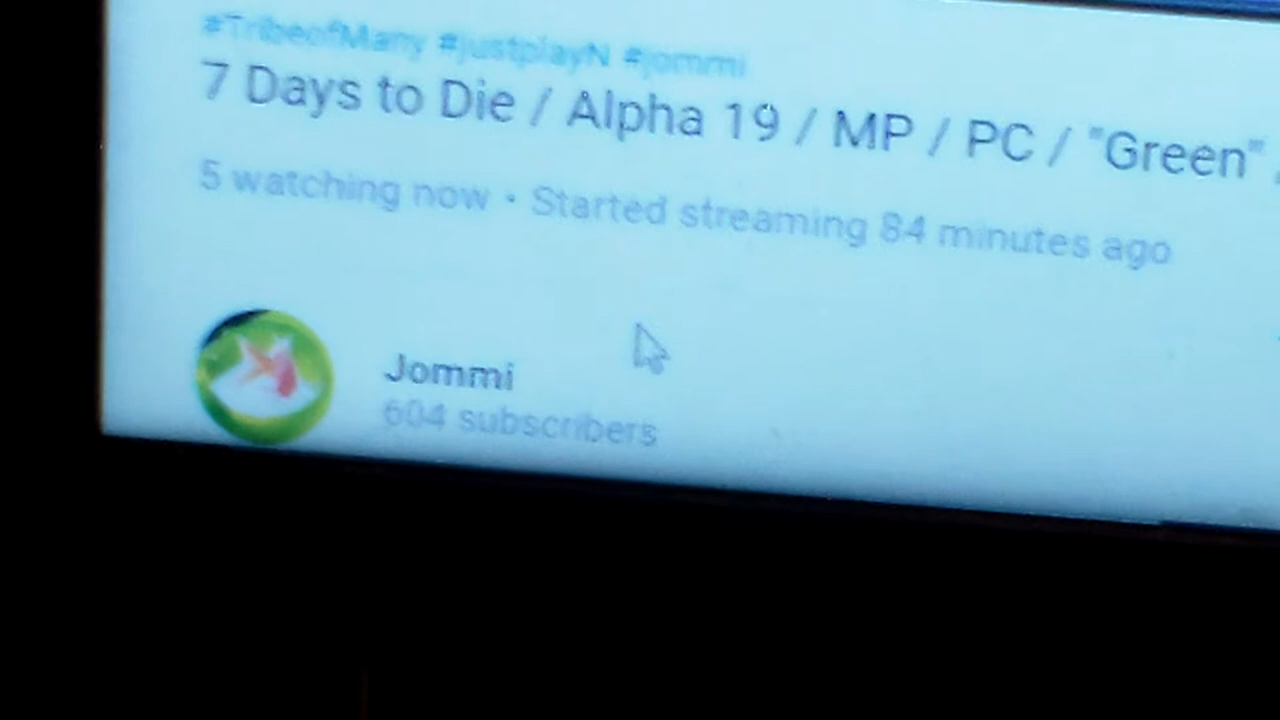 #TribeofMany #justplayN #jommi
7 Days to Die / Alpha 19 / MP / PC / "Green"
5 watching now • Started streaming 84 minutes ago
Jommi
604 subscribers